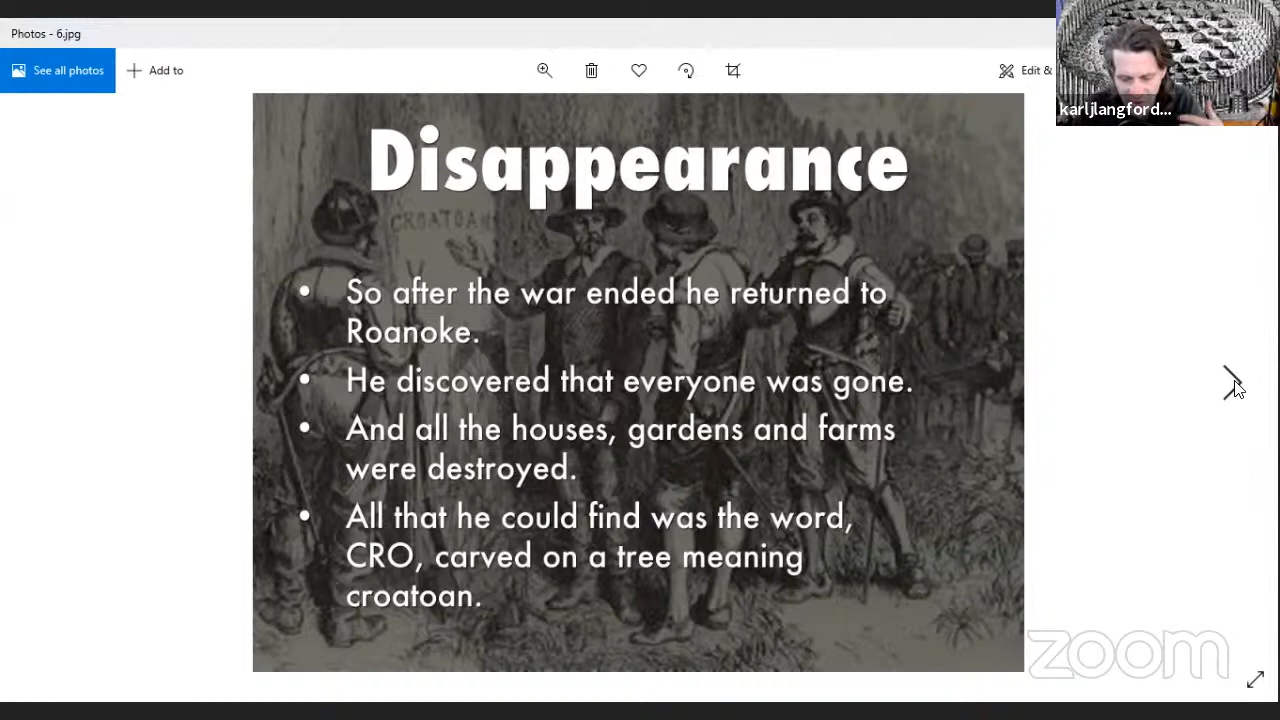 Photos - 6.jpg
See all photos
Add to
Edit &
karljlangford...
Disappearance
CROATOAN
• So after the war ended he returned to
Roanoke.
• He discovered that everyone was gone.
• And all the houses, gardens and farms
were destroyed.
• All that he could find was the word,
CRO, carved on a tree meaning
croatoan.
zoom